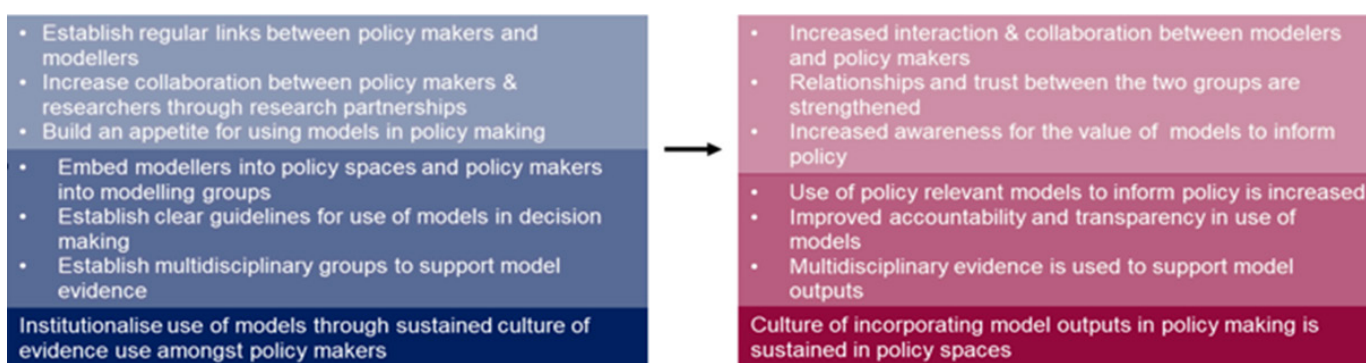 • Establish regular links between policy makers and
modellers
• Increase collaboration between policy makers &
researchers through research partnerships
• Build an appetite for using models in policy making
• Embed modellers into policy spaces and policy makers
into modelling groups
• Establish clear guidelines for use of models in decision
making
• Establish multidisciplinary groups to support model
evidence
Institutionalise use of models through sustained culture of
evidence use amongst policy makers
• Increased interaction & collaboration between modelers
and policy makers
• Relationships and trust between the two groups are
strengthened
• Increased awareness for the value of models to inform
policy
• Use of policy relevant models to inform policy is increased
• Improved accountability and transparency in use of
models
• Multidisciplinary evidence is used to support model
outputs
Culture of incorporating model outputs in policy making is
sustained in policy spaces